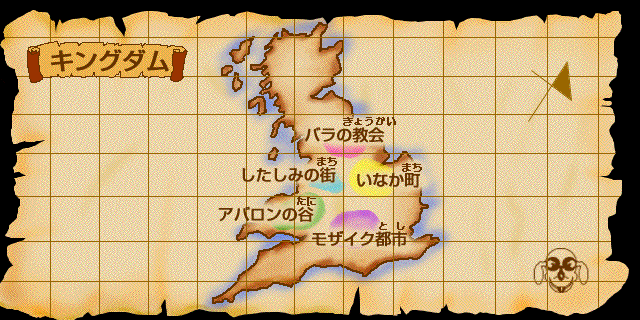 キングダム
きょうかい
バラの教会
まち
したしみの街
まち
いなか町
たに
アバロンの谷
とし
モザイク都市